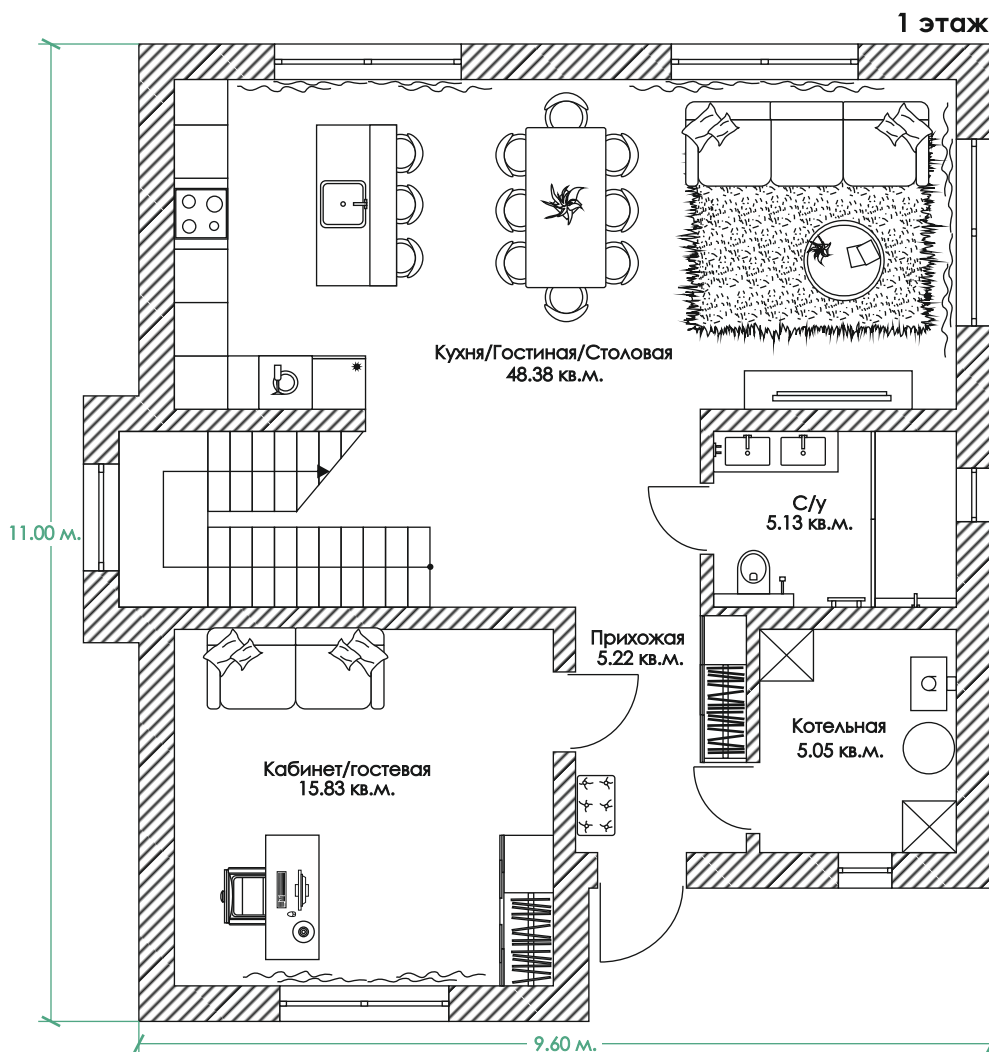 1 этаж
Кухня/Гостиная/Столовая
48.38 кв.м.
11.00 м.
С/у
5.13 кв.м.
Прихожая
5.22 кв.м.
Котельная
5.05 кв.м.
Кабинет/гостевая
15.83 кв.м.
9.60 м.